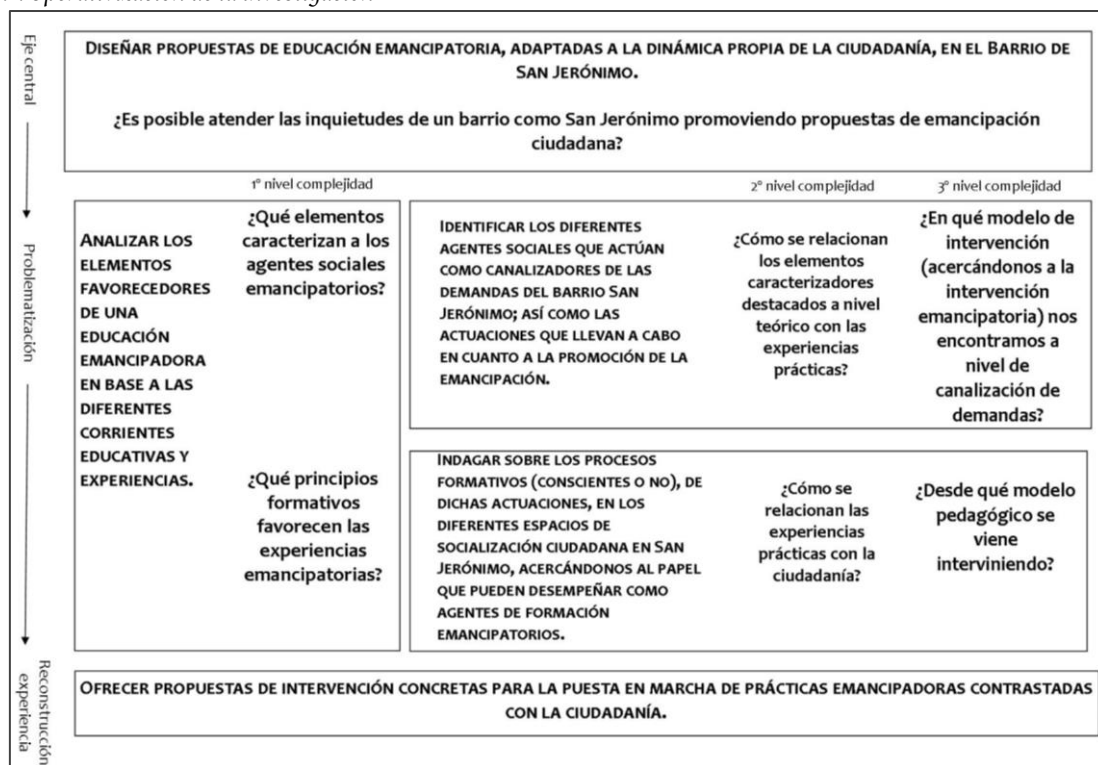 operativización de la investigación
Eje central
DISEÑAR PROPUESTAS DE EDUCACIÓN EMANCIPATORIA, ADAPTADAS A LA DINÁMICA PROPIA DE LA CIUDADANÍA, EN EL BARRIO DE
SAN JERÓNIMO.
¿Es posible atender las inquietudes de un barrio como San Jerónimo promoviendo propuestas de emancipación
ciudadana?
Problematización
1º nivel complejidad
ANALIZAR LOS
ELEMENTOS
FAVORECEDORES
DE UNA
EDUCACIÓN
EMANCIPADORA
EN BASE A LAS
DIFERENTES
CORRIENTES
EDUCATIVAS Y
EXPERIENCIAS.
¿Qué elementos
caracterizan a los
agentes sociales
emancipatorios?
¿Qué principios
formativos
favorecen las
experiencias
emancipatorias?
2º nivel complejidad
3º nivel complejidad
IDENTIFICAR LOS DIFERENTES
AGENTES SOCIALES QUE ACTÚAN
COMO CANALIZADORES DE LAS
DEMANDAS DEL BARRIO SAN
JERÓNIMO; ASÍ COMO LAS
ACTUACIONES QUE LLEVAN A CABO
EN CUANTO A LA PROMOCIÓN DE LA
EMANCIPACIÓN.
¿Cómo se relacionan
los elementos
caracterizadores
destacados a nivel
teórico con las
experiencias
prácticas?
¿En qué modelo de
intervención
(acercándonos a la
intervención
emancipatoria) nos
encontramos a
nivel de
canalización de
demandas?
INDAGAR SOBRE LOS PROCESOS
FORMATIVOS (CONSCIENTES O NO), DE
DICHAS ACTUACIONES, EN LOS
DIFERENTES ESPACIOS DE
SOCIALIZACIÓN CIUDADANA EN SAN
JERÓNIMO, ACERCÁNDONOS AL PAPEL
QUE PUEDEN DESEMPEÑAR COMO
AGENTES DE FORMACIÓN
EMANCIPATORIOS.
¿Cómo se
relacionan las
experiencias
prácticas con la
ciudadanía?
¿Desde qué modelo
pedagógico se
viene
interviniendo?
Reconstrucción
experiencia
OFRECER PROPUESTAS DE INTERVENCIÓN CONCRETAS PARA LA PUESTA EN MARCHA DE PRÁCTICAS EMANCIPADORAS CONTRASTADAS
CON LA CIUDADANÍA.